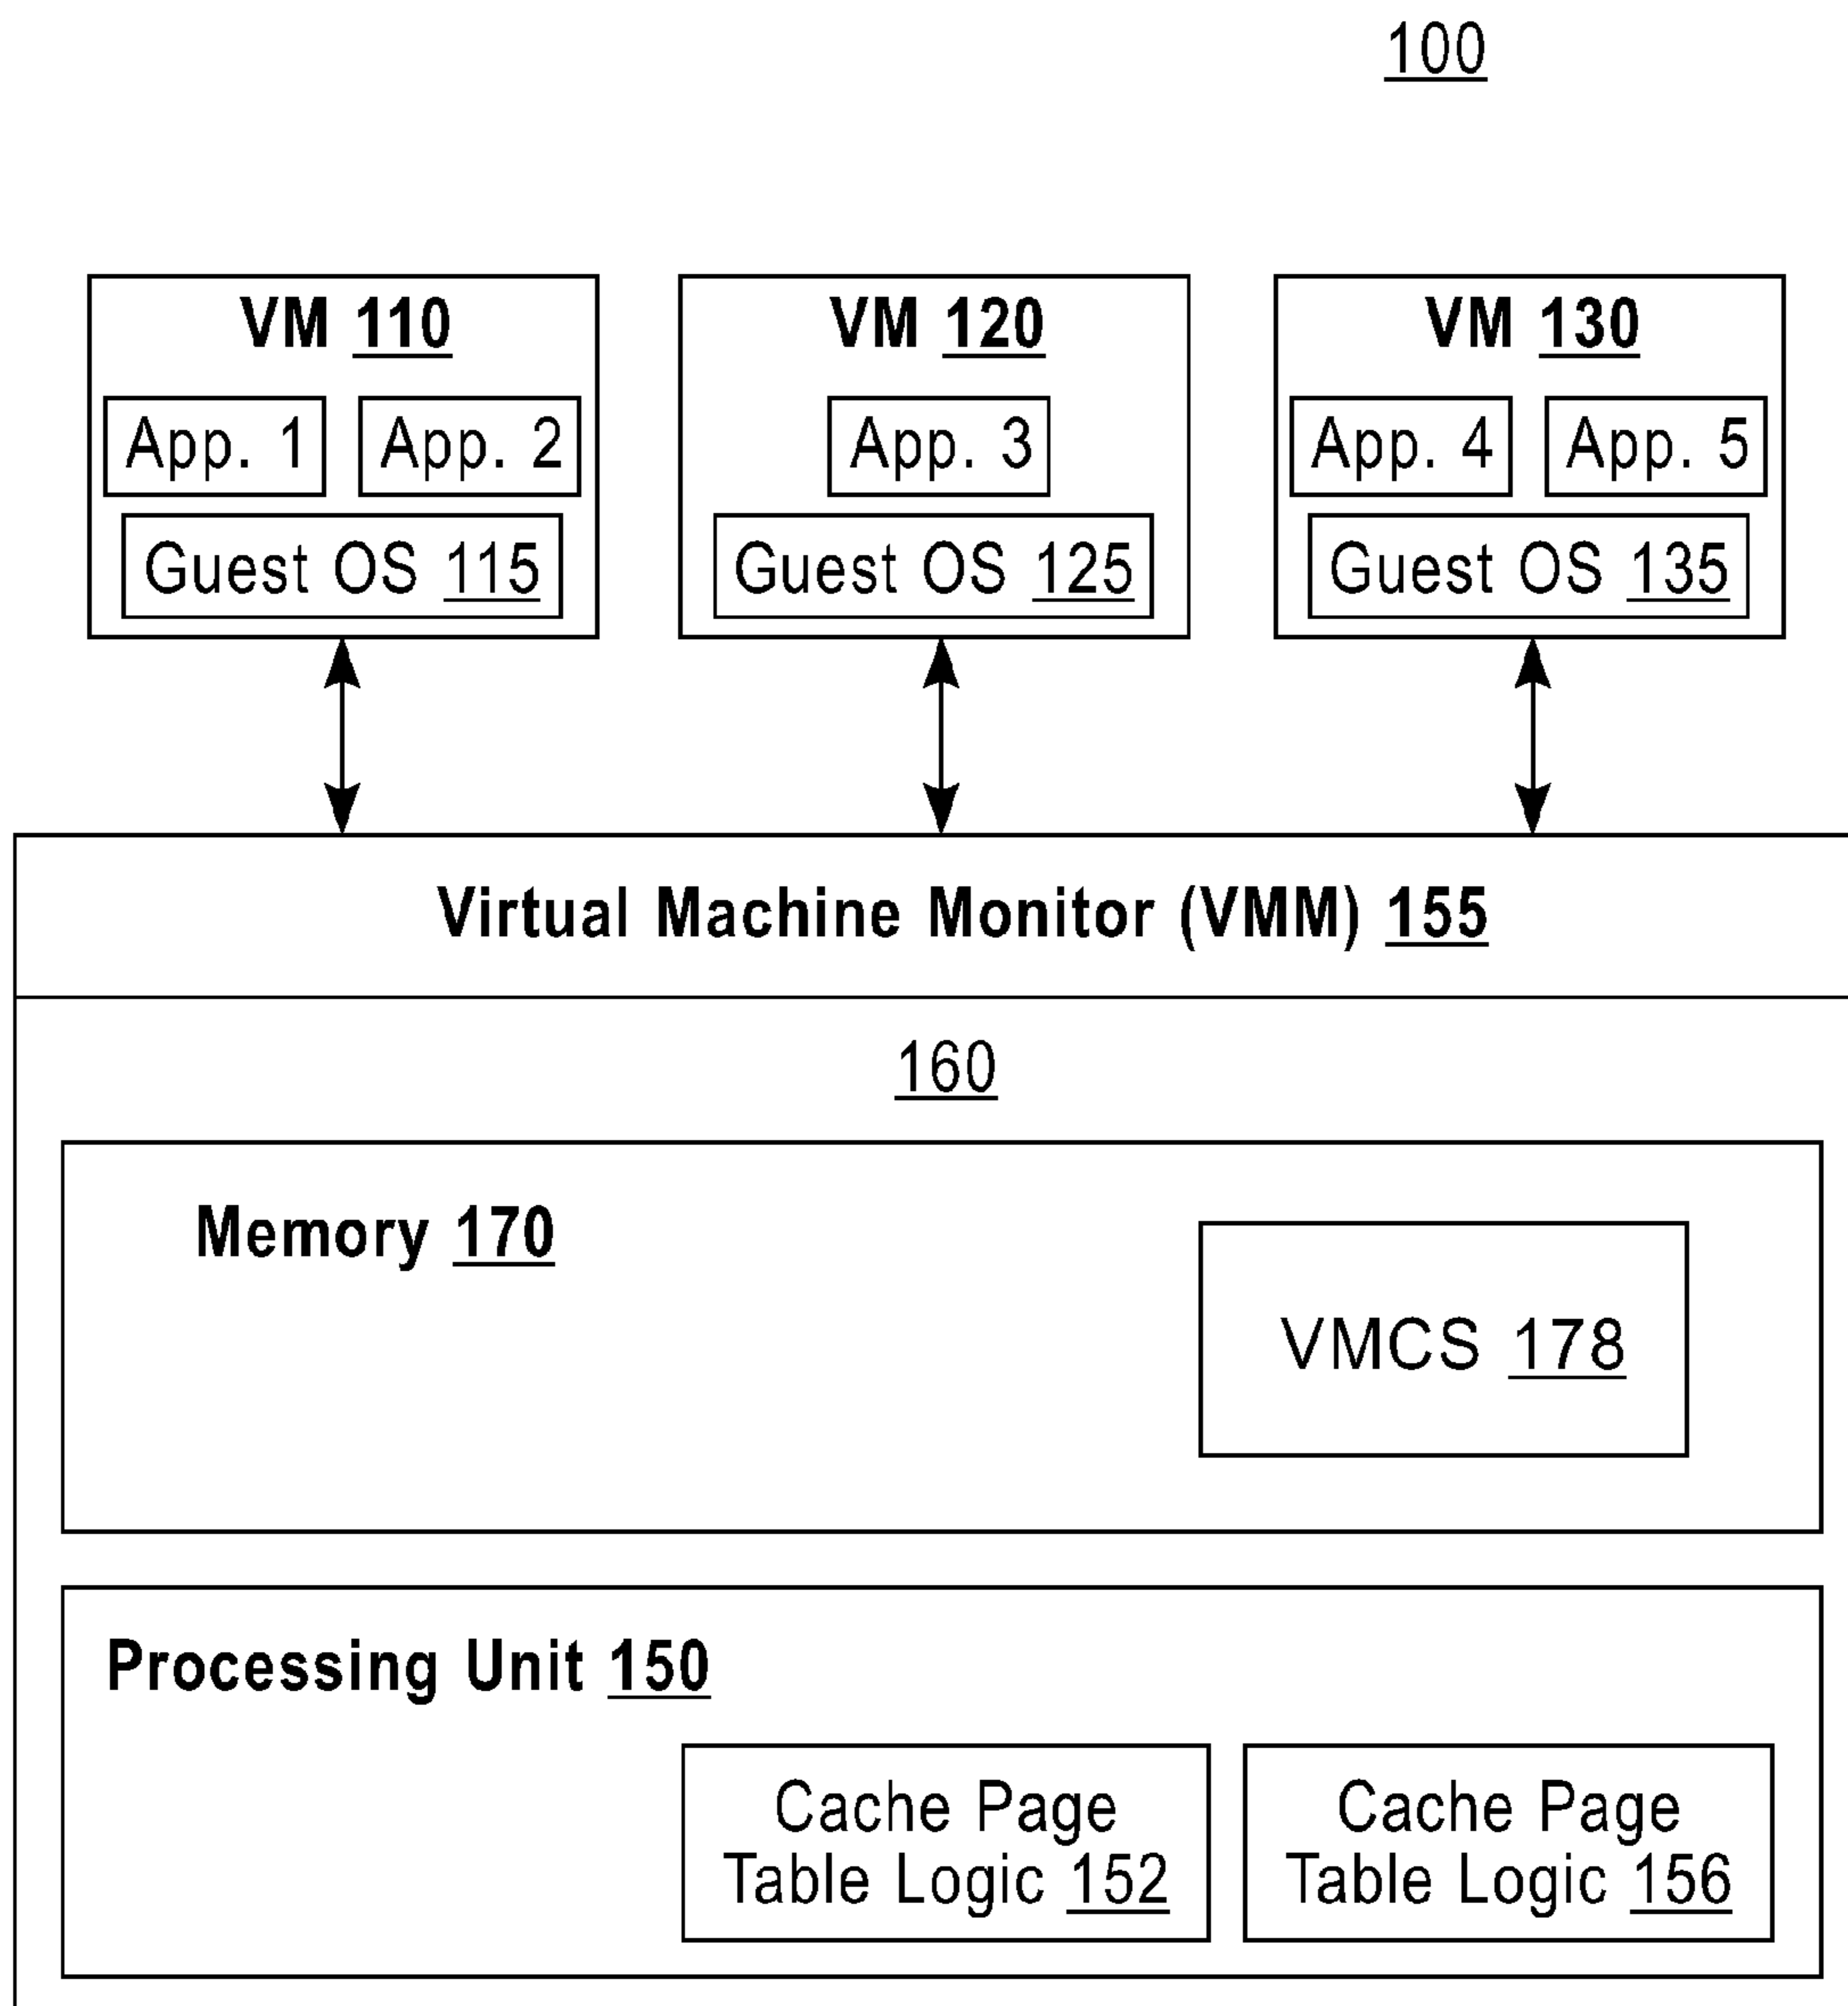 100
VM 110
App. 1
App. 2
Guest OS 115
VM 120
App. 3
Guest OS 125
VM 130
App. 4
App. 5
Guest OS 135
Virtual Machine Monitor (VMM) 155
160
Memory 170
VMCS 178
Processing Unit 150
Cache Page
Table Logic 152
Cache Page
Table Logic 156